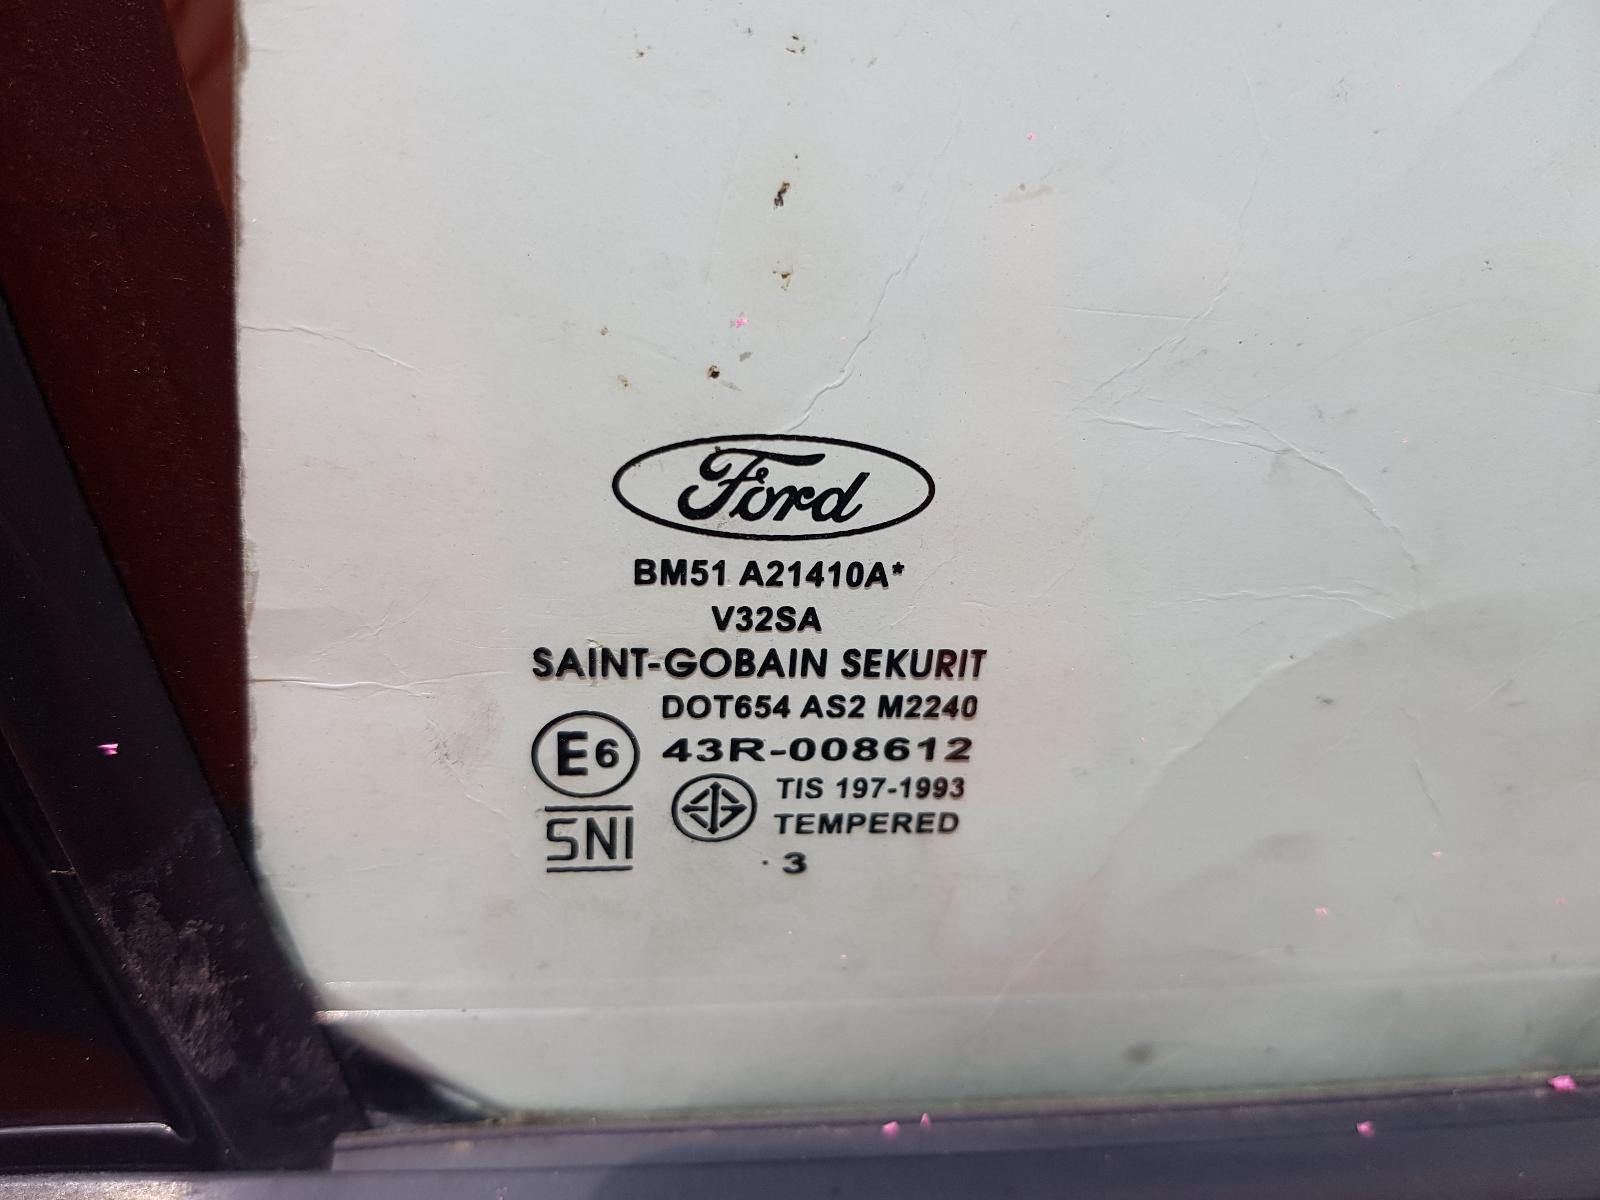 Ford
BM51 A21410A*
V32SA
SAINT-GOBAIN SEKURIT
DOT654 AS2 M2240
E6 43R-008612
TIS 197-1993
SNI TEMPERED
. 3